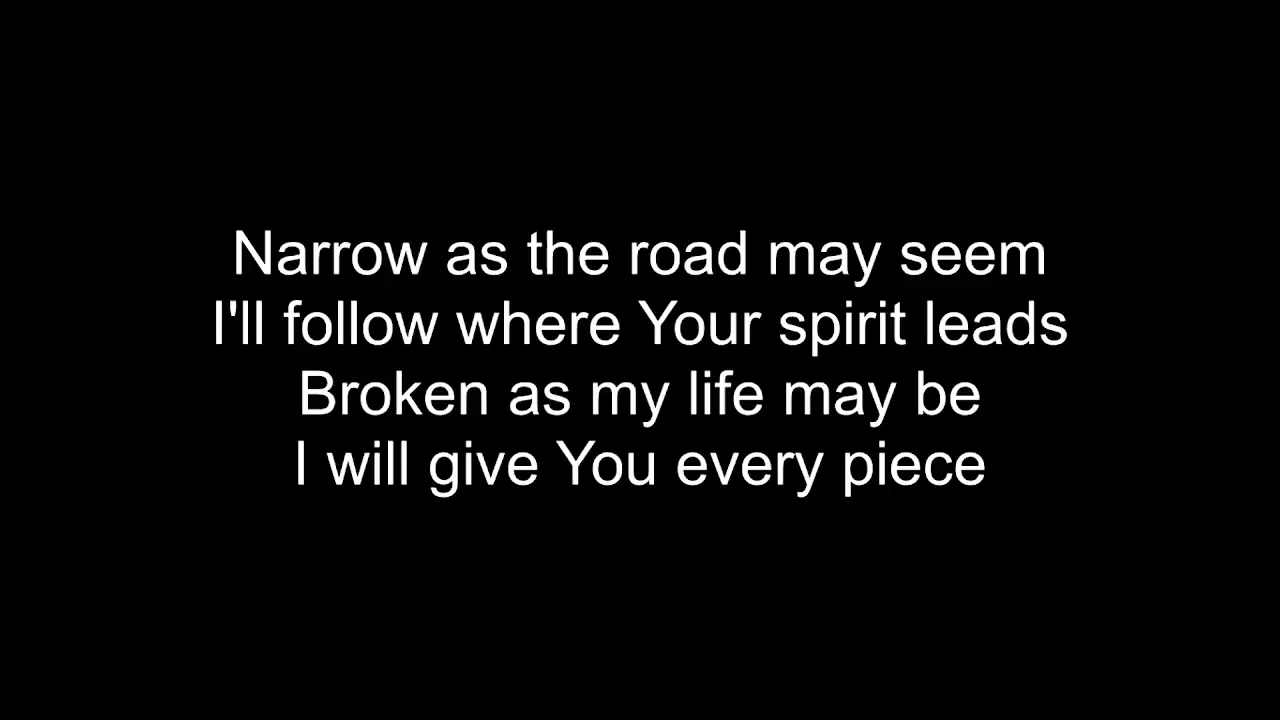 Narrow as the road may seem
I'll follow where Your spirit leads
Broken as my life may be
I will give You every piece